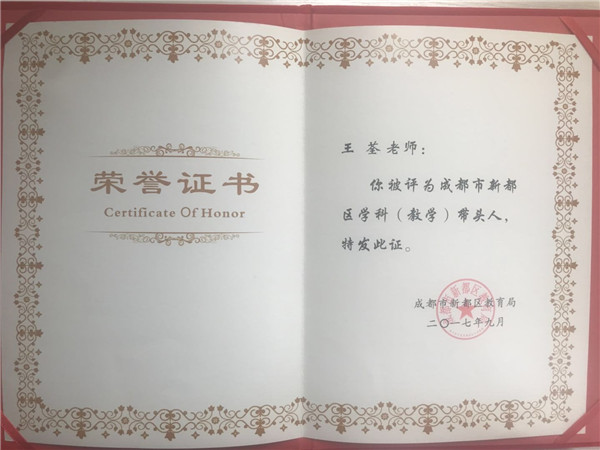 荣誉证书
Certificate Of Honor
王 荃老师：
你被评为成都市新都
区学科（教学）带头人，
特发此证。
成都市新都区教育局
二〇一七年九月